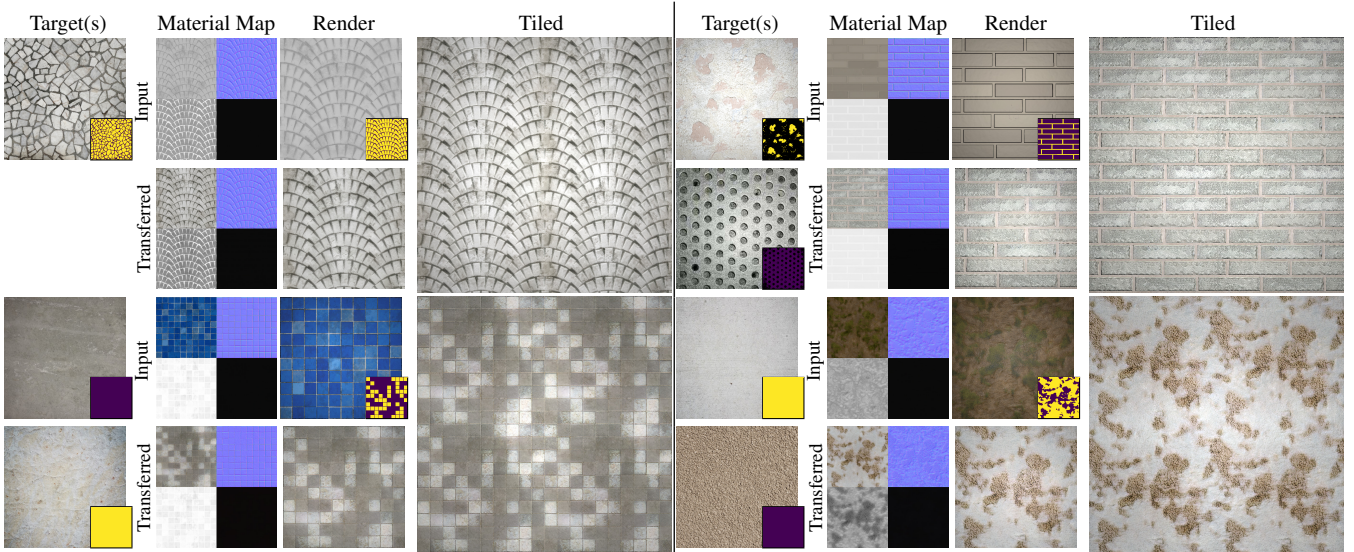 Target(s) Material Map Render Tiled
Input
Transferred
Input
Transferred
Target(s) Material Map Render Tiled
Input
Transferred
Input
Transferred